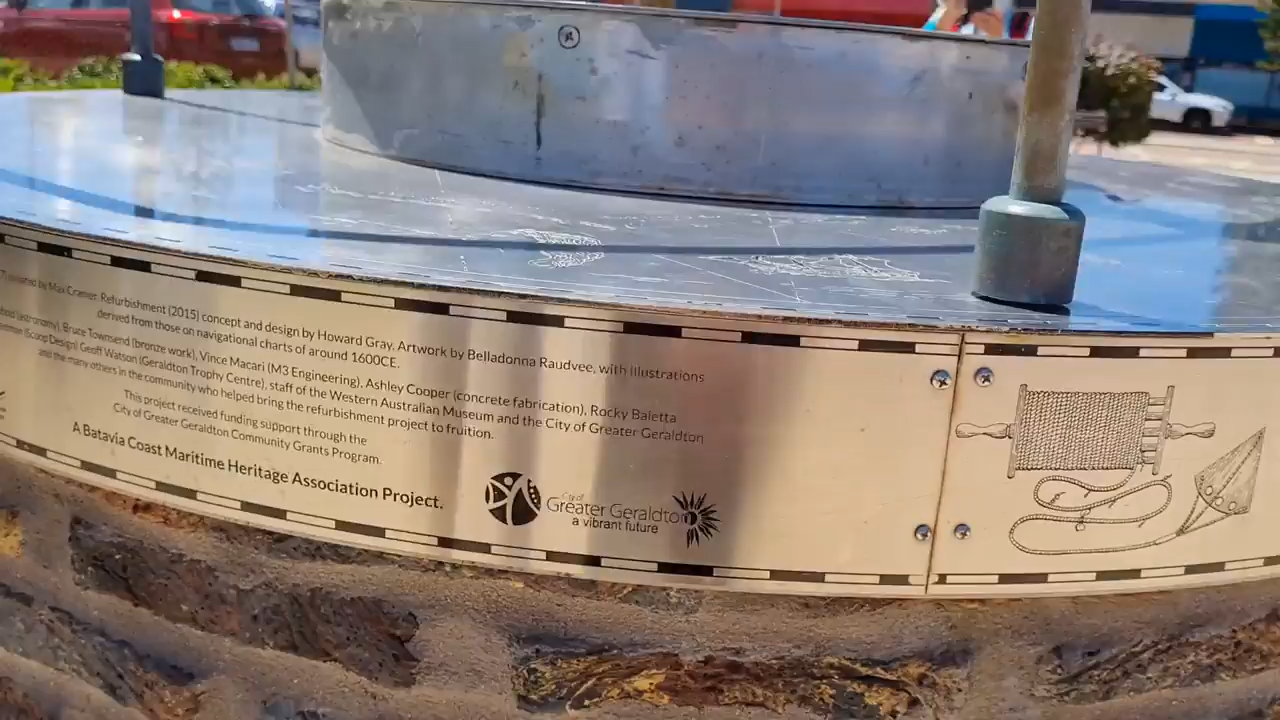 by Max Cramer. Refurbishment (2015) concept and design by Howard Gray. Artwork by Belladonna Raudvee, with illustrations
derived from those on navigational charts of around 1600CE.
(astronomy), Bruce Townsend (bronze work), Vince Macari (M3 Engineering), Ashley Cooper (concrete fabrication), Rocky Baletta
(Scoop Design) Geoff Watson (Geraldton Trophy Centre), staff of the Western Australian Museum and the City of Greater Geraldton
and the many others in the community who helped bring the refurbishment project to fruition.
This project received funding support through the
City of Greater Geraldton Community Grants Program.
A Batavia Coast Maritime Heritage Association Project.
City of
Greater Geraldton
a vibrant future